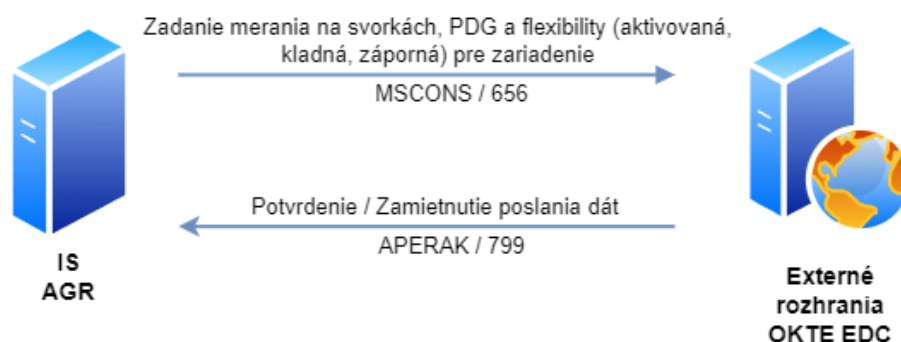 Zadanie merania na svorkách, PDG a flexibility (aktivovaná,
kladná, záporná) pre zariadenie
MSCONS / 656
Potvrdenie / Zamietnutie poslania dát
APERAK / 799
IS
AGR
Externé
rozhrania
OKTE EDC